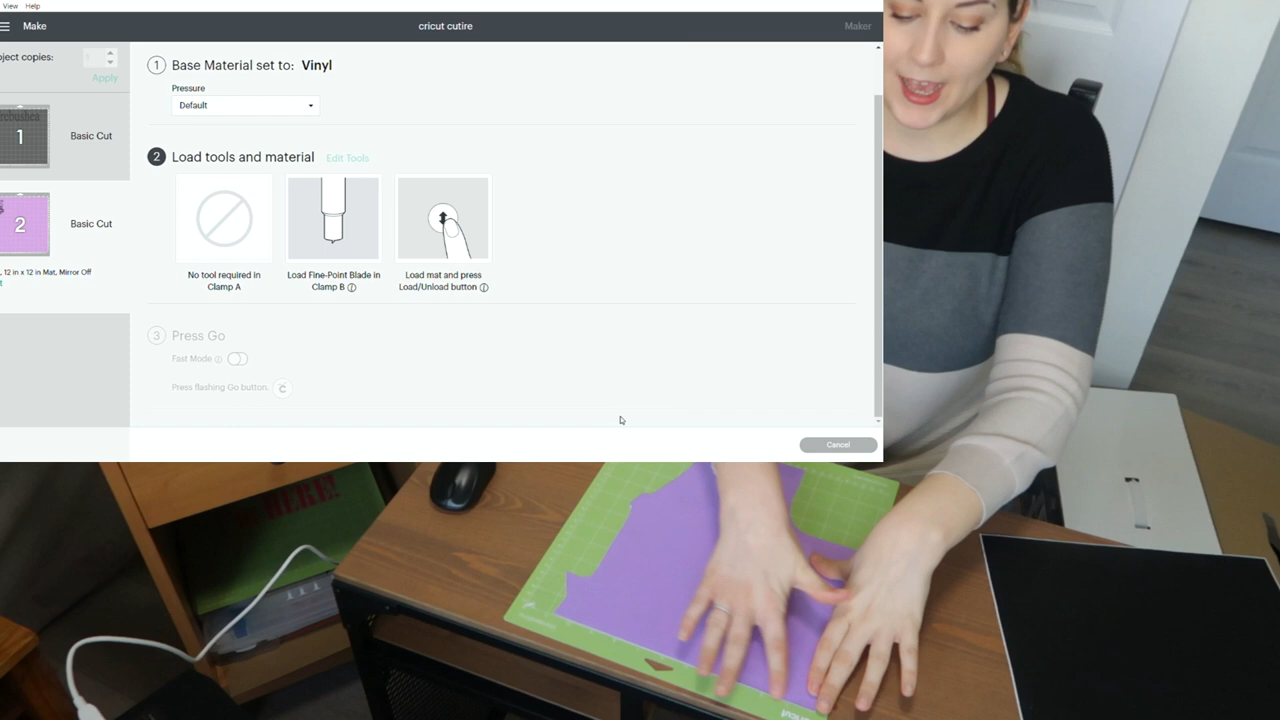 View Help
Make
cricut cutire
Maker
oject copies:
1
Apply
1
Basic Cut
2
Basic Cut
, 12 in x 12 in Mat, Mirror Off
t
1 Base Material set to: Vinyl
Pressure
Default
2 Load tools and material Edit Tools
No tool required in
Clamp A
Load Fine-Point Blade in
Clamp B
Load mat and press
Load/Unload button
3 Press Go
Fast Mode
Press flashing Go button.
Cancel
HERE!
cricut